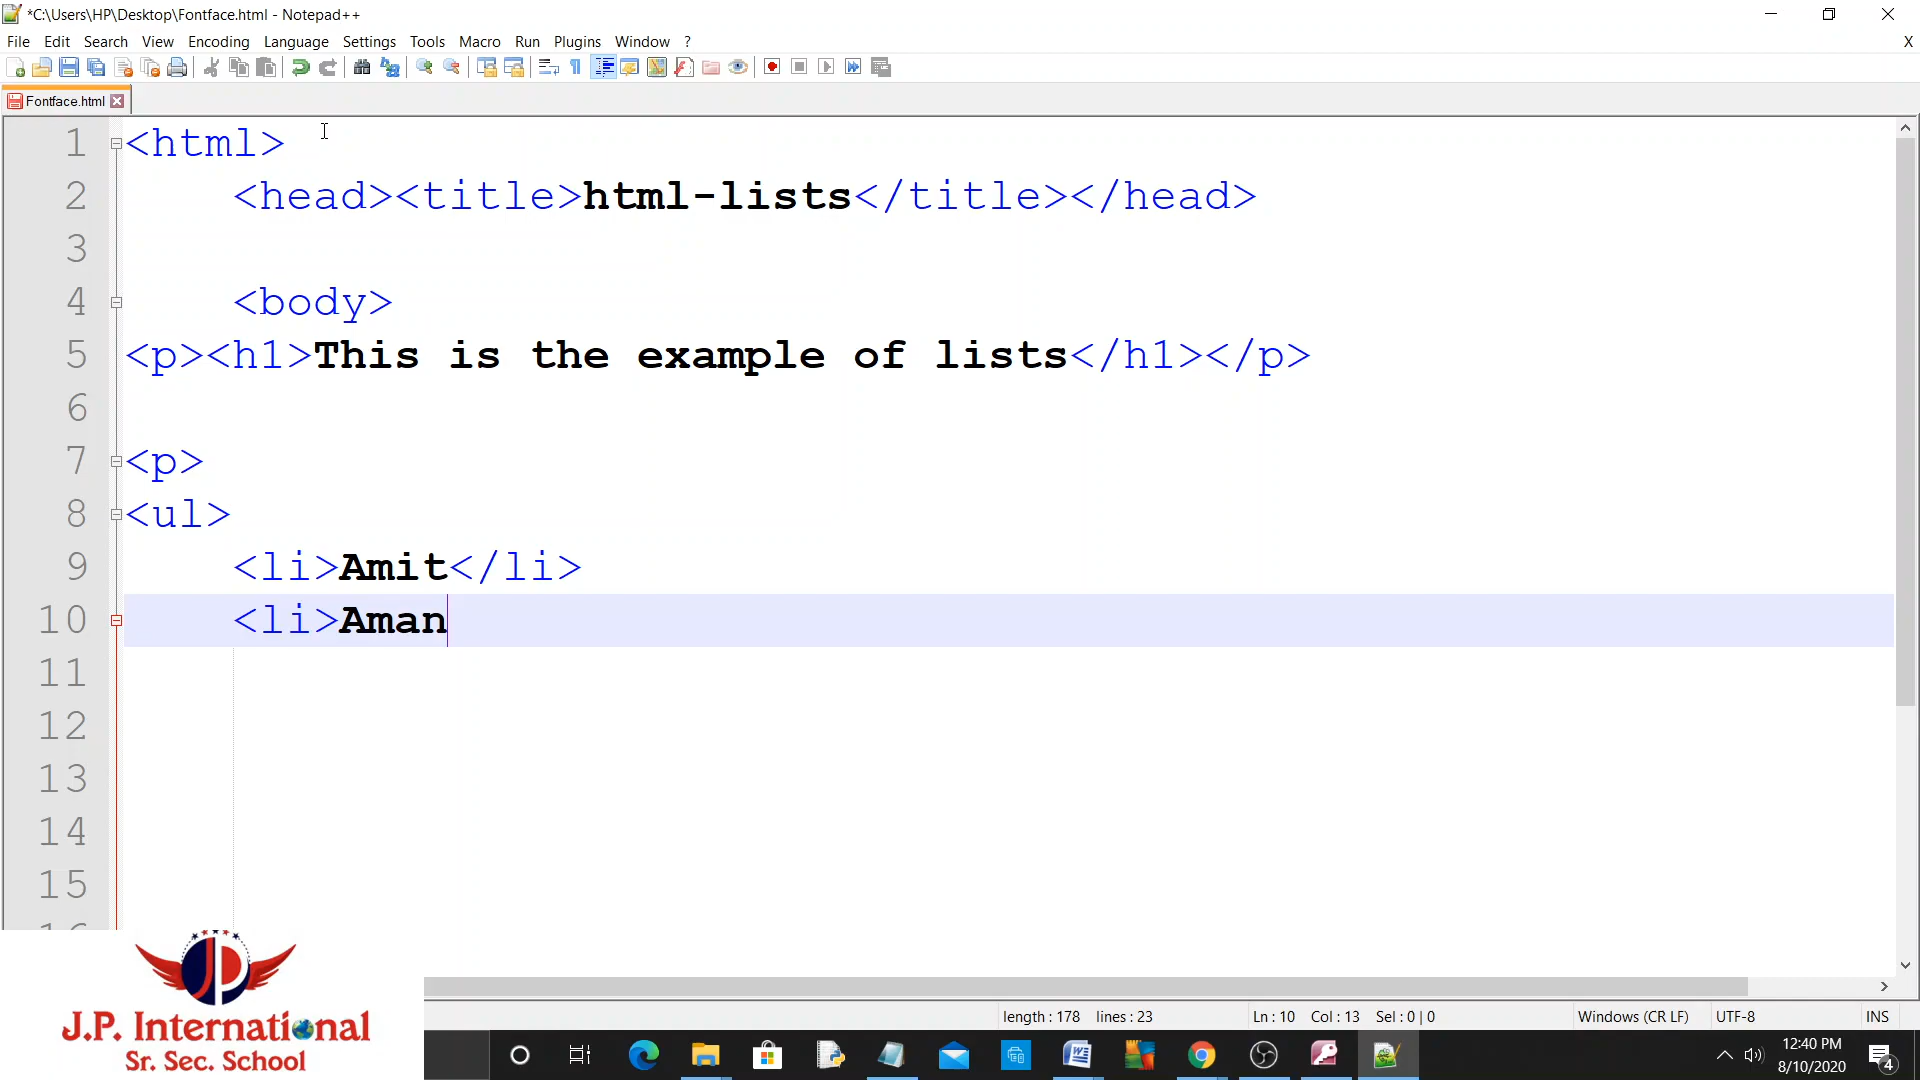 *C:\Users\HP\Desktop\Fontface.html - Notepad++
File Edit Search View Encoding Language Settings Tools Macro Run Plugins Window ? X
Fontface.html
1 <html>
2 <head><title>html-lists</title></head>
3
4 <body>
5 <p><h1>This is the example of lists</h1></p>
6
7 <p>
8 <ul>
9 <li>Amit</li>
10 <li>Aman
11
12
13
14
15
J.P. International
Sr. Sec. School
length : 178 lines : 23 Ln : 10 Col : 13 Sel : 0 | 0 Windows (CR LF) UTF-8 INS
12:40 PM
8/10/2020
4